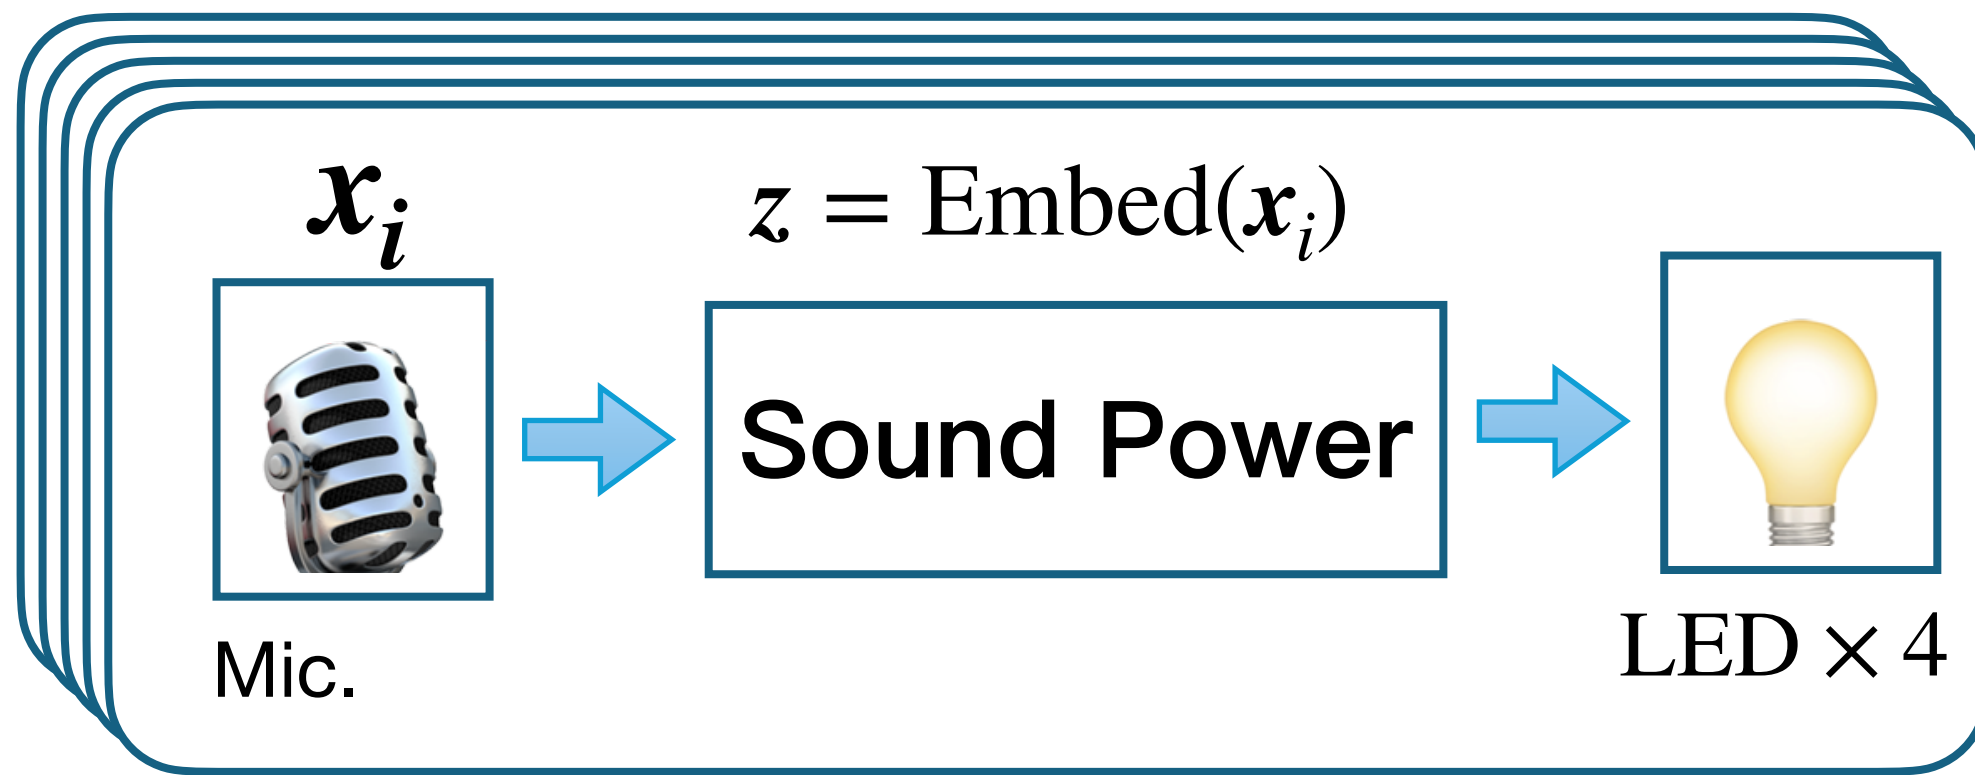 x_i
z = Embed(x_i)
Sound Power
Mic.
LED × 4